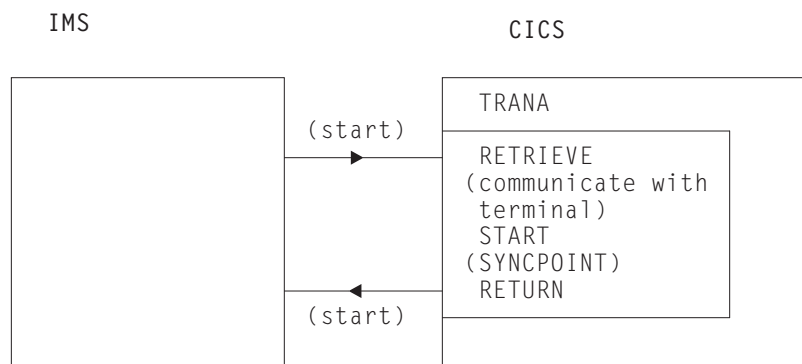 IMS
CICS
TRANA
(start)
RETRIEVE
(communicate with
terminal)
START
(SYNCPOINT)
RETURN
(start)